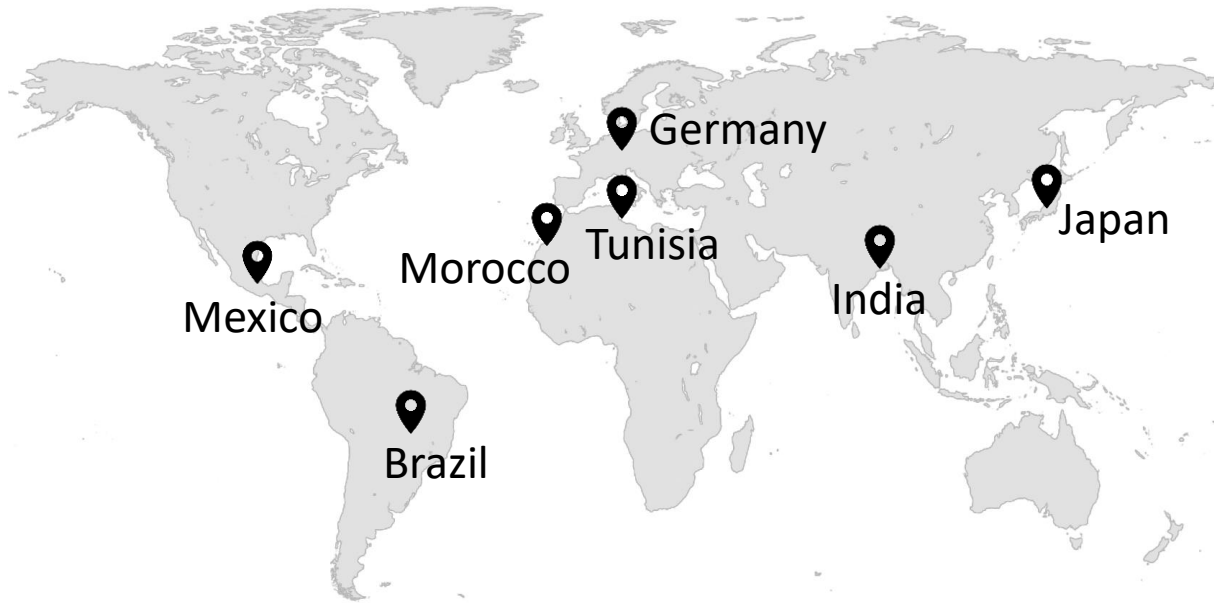 Germany
Japan
Tunisia
Morocco
India
Mexico
Brazil